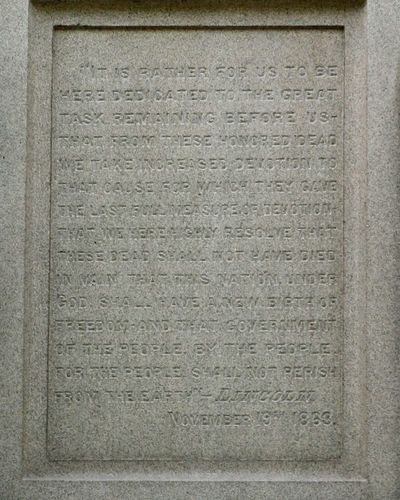 "IT IS RATHER FOR US TO BE
HERE DEDICATED TO THE GREAT
TASK REMAINING BEFORE US-
THAT FROM THESE HONORED DEAD
WE TAKE INCREASED DEVOTION TO
THAT CAUSE FOR WHICH THEY GAVE
THE LAST FULL MEASURE OF DEVOTION-
THAT WE HERE HIGHLY RESOLVE THAT
THESE DEAD SHALL NOT HAVE DIED
IN VAIN THAT THIS NATION, UNDER
GOD, SHALL HAVE A NEW BIRTH OF
FREEDOM-AND THAT GOVERNMENT
OF THE PEOPLE, BY THE PEOPLE,
FOR THE PEOPLE, SHALL NOT PERISH
FROM THE EARTH"- LINCOLN
NOVEMBER 19TH 1863.